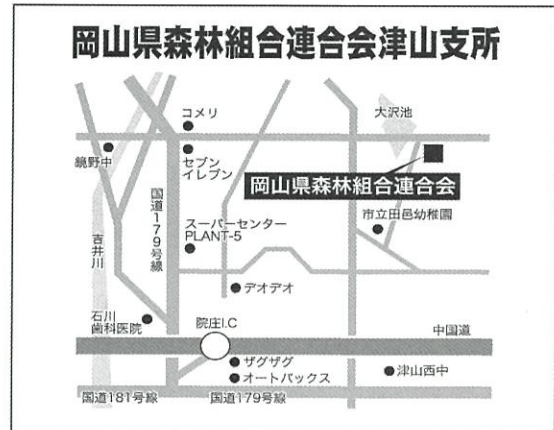 岡山県森林組合連合会津山支所
コメリ
大沢池
鏡野中
セブン
イレブン
岡山県森林組合連合会
国道179号線
スーパーセンター
PLANT-5
市立田邑幼稚園
吉井川
デオデオ
石川
歯科医院
院庄I.C
中国道
ザグザグ
オートバックス
津山西中
国道181号線
国道179号線